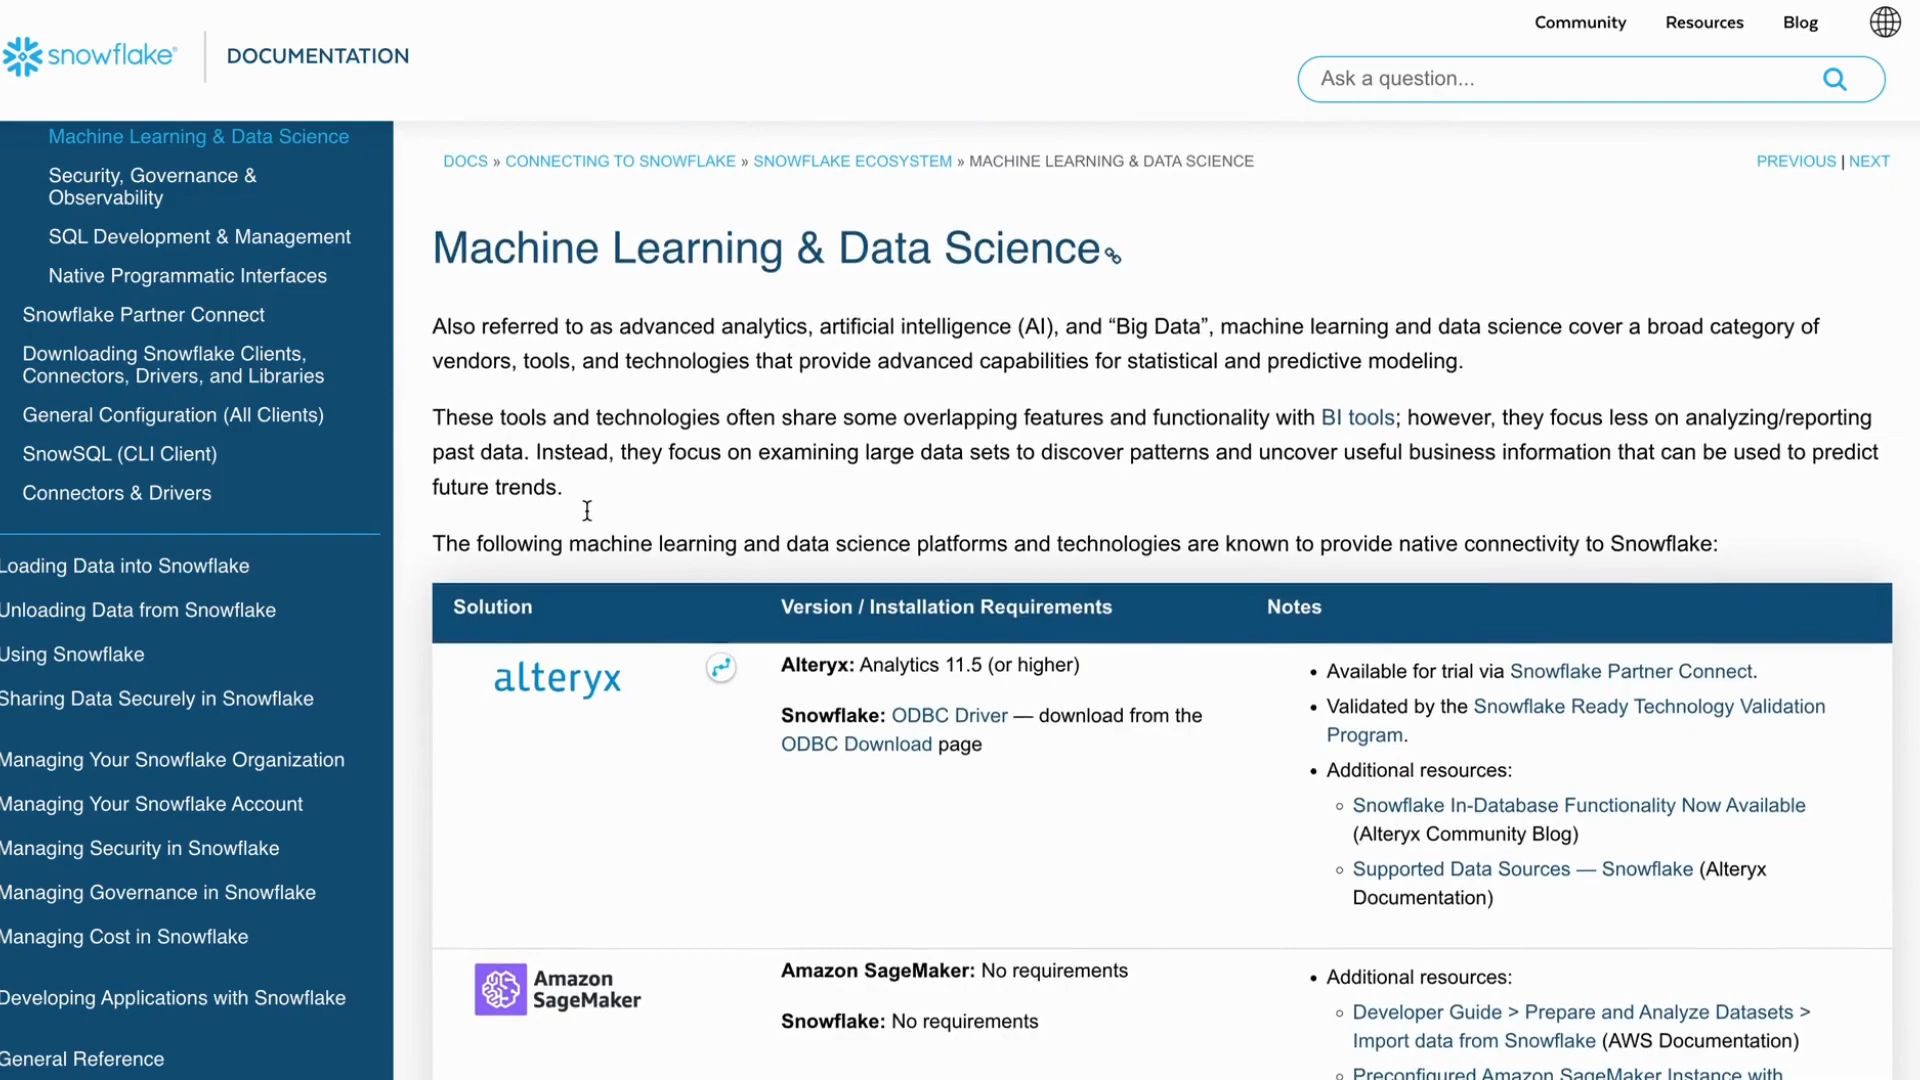 Community Resources Blog
snowflake® DOCUMENTATION
Ask a question...
Machine Learning & Data Science
Security, Governance &
Observability
SQL Development & Management
Native Programmatic Interfaces
Snowflake Partner Connect
Downloading Snowflake Clients,
Connectors, Drivers, and Libraries
General Configuration (All Clients)
SnowSQL (CLI Client)
Connectors & Drivers
Loading Data into Snowflake
Unloading Data from Snowflake
Using Snowflake
Sharing Data Securely in Snowflake
Managing Your Snowflake Organization
Managing Your Snowflake Account
Managing Security in Snowflake
Managing Governance in Snowflake
Managing Cost in Snowflake
Developing Applications with Snowflake
General Reference
DOCS » CONNECTING TO SNOWFLAKE » SNOWFLAKE ECOSYSTEM » MACHINE LEARNING & DATA SCIENCE
PREVIOUS | NEXT
Machine Learning & Data Science
Also referred to as advanced analytics, artificial intelligence (AI), and “Big Data”, machine learning and data science cover a broad category of
vendors, tools, and technologies that provide advanced capabilities for statistical and predictive modeling.
These tools and technologies often share some overlapping features and functionality with BI tools; however, they focus less on analyzing/reporting
past data. Instead, they focus on examining large data sets to discover patterns and uncover useful business information that can be used to predict
future trends.
The following machine learning and data science platforms and technologies are known to provide native connectivity to Snowflake:
Solution Version / Installation Requirements Notes
alteryx
Alteryx: Analytics 11.5 (or higher)
Snowflake: ODBC Driver — download from the
ODBC Download page
• Available for trial via Snowflake Partner Connect.
• Validated by the Snowflake Ready Technology Validation
Program.
• Additional resources:
◦ Snowflake In-Database Functionality Now Available
(Alteryx Community Blog)
◦ Supported Data Sources — Snowflake (Alteryx
Documentation)
Amazon
SageMaker
Amazon SageMaker: No requirements
Snowflake: No requirements
• Additional resources:
◦ Developer Guide > Prepare and Analyze Datasets >
Import data from Snowflake (AWS Documentation)
◦ Preconfigured Amazon SageMaker Instance with